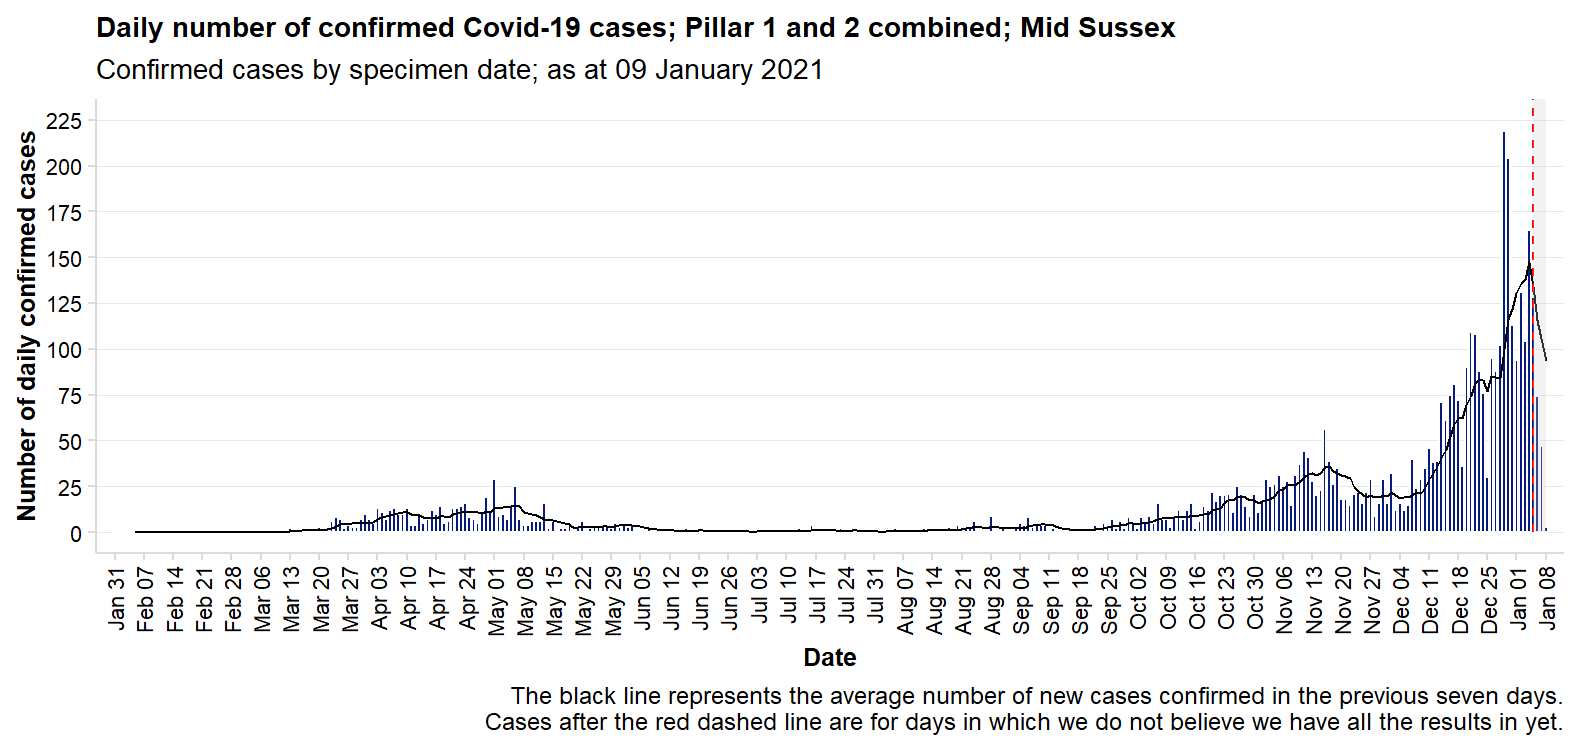 Daily number of confirmed Covid-19 cases; Pillar 1 and 2 combined; Mid Sussex
Confirmed cases by specimen date; as at 09 January 2021
Number of daily confirmed cases
225
200
175
150
125
100
75
50
25
0
Jan 31
Feb 07
Feb 14
Feb 21
Feb 28
Mar 06
Mar 13
Mar 20
Mar 27
Apr 03
Apr 10
Apr 17
Apr 24
May 01
May 08
May 15
May 22
May 29
Jun 05
Jun 12
Jun 19
Jun 26
Jul 03
Jul 10
Jul 17
Jul 24
Jul 31
Aug 07
Aug 14
Aug 21
Aug 28
Sep 04
Sep 11
Sep 18
Sep 25
Oct 02
Oct 09
Oct 16
Oct 23
Oct 30
Nov 06
Nov 13
Nov 20
Nov 27
Dec 04
Dec 11
Dec 18
Dec 25
Jan 01
Jan 08
Date
The black line represents the average number of new cases confirmed in the previous seven days.
Cases after the red dashed line are for days in which we do not believe we have all the results in yet.